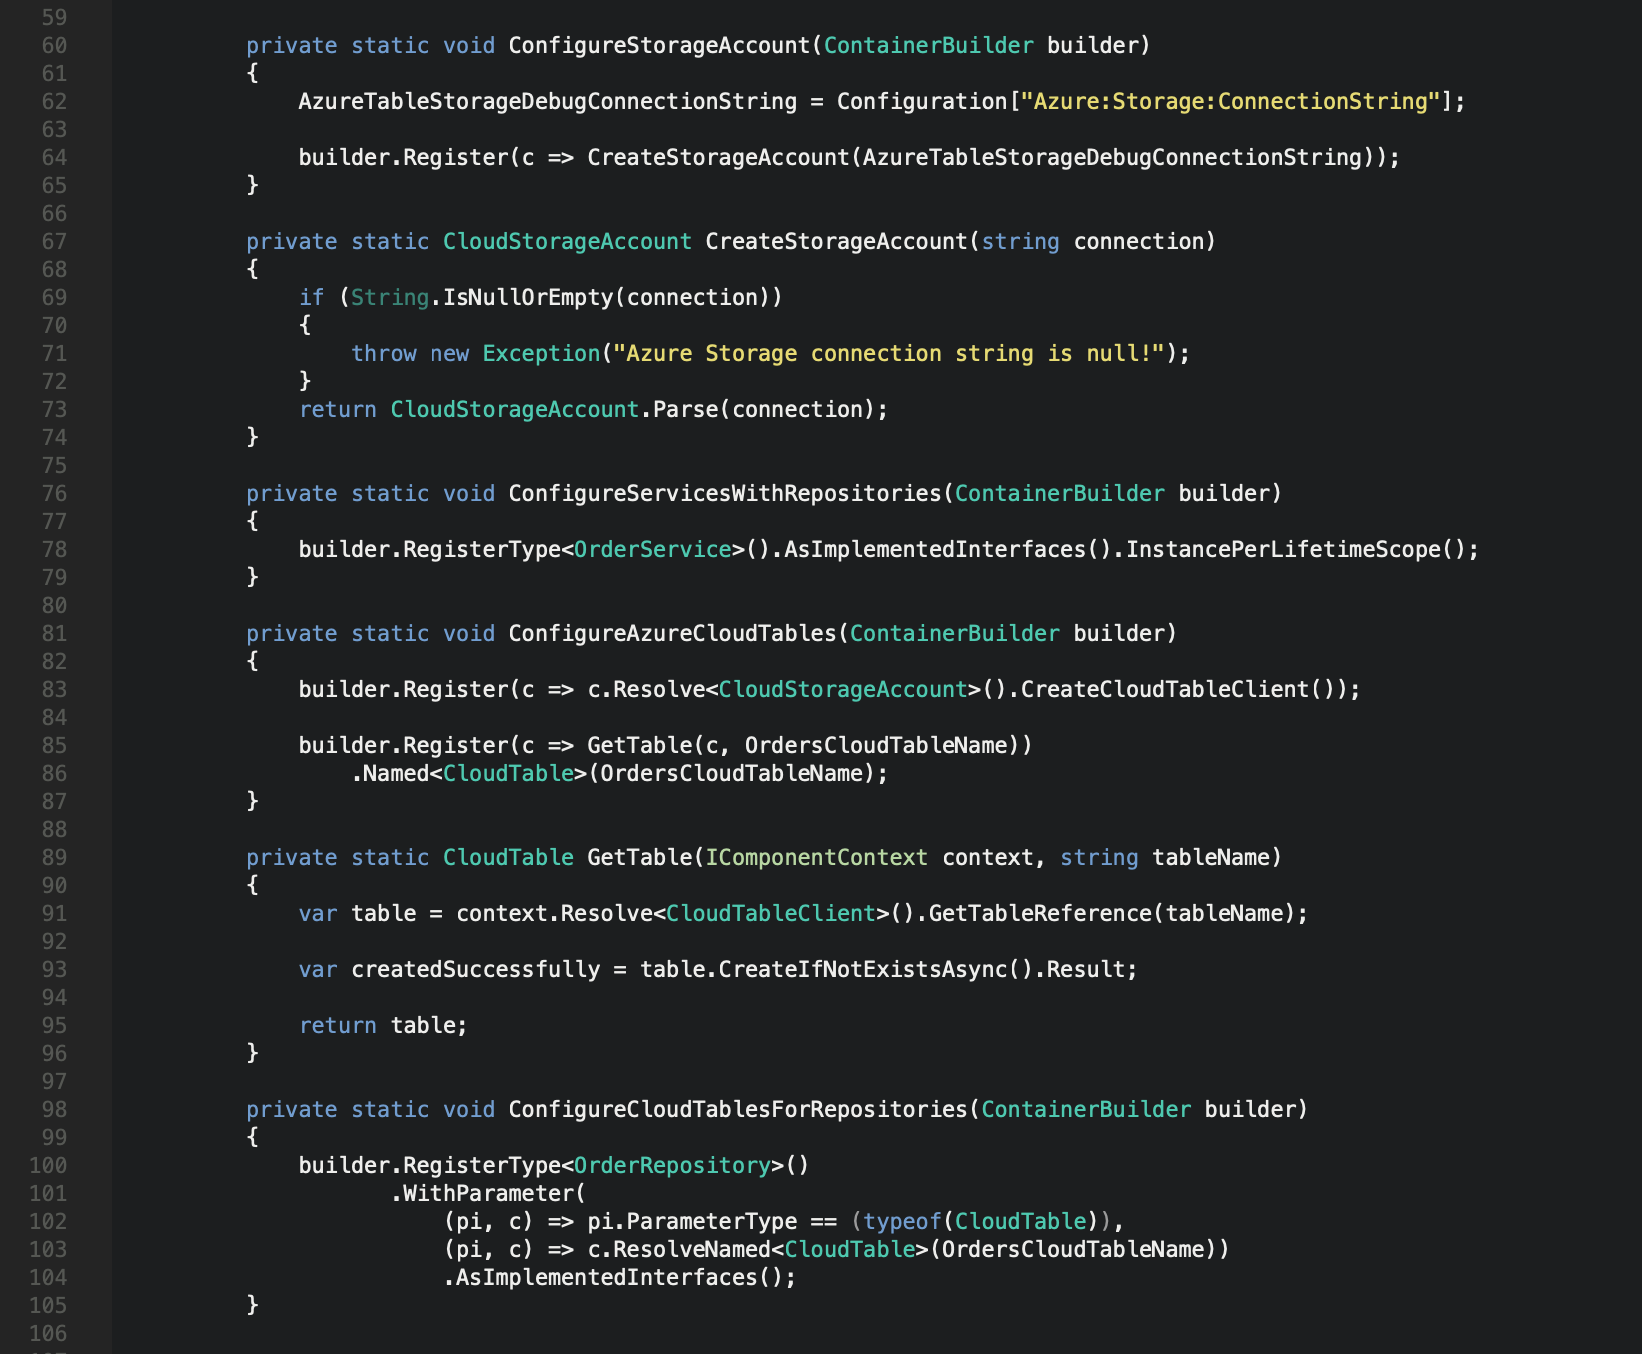 59
60 private static void ConfigureStorageAccount(ContainerBuilder builder)
61 {
62 AzureTableStorageDebugConnectionString = Configuration["Azure:Storage:ConnectionString"];
63
64 builder.Register(c => CreateStorageAccount(AzureTableStorageDebugConnectionString));
65 }
66
67 private static CloudStorageAccount CreateStorageAccount(string connection)
68 {
69 if (String.IsNullOrEmpty(connection))
70 {
71 throw new Exception("Azure Storage connection string is null!");
72 }
73 return CloudStorageAccount.Parse(connection);
74 }
75
76 private static void ConfigureServicesWithRepositories(ContainerBuilder builder)
77 {
78 builder.RegisterType<OrderService>().AsImplementedInterfaces().InstancePerLifetimeScope();
79 }
80
81 private static void ConfigureAzureCloudTables(ContainerBuilder builder)
82 {
83 builder.Register(c => c.Resolve<CloudStorageAccount>().CreateCloudTableClient());
84
85 builder.Register(c => GetTable(c, OrdersCloudTableName))
86 .Named<CloudTable>(OrdersCloudTableName);
87 }
88
89 private static CloudTable GetTable(IComponentContext context, string tableName)
90 {
91 var table = context.Resolve<CloudTableClient>().GetTableReference(tableName);
92
93 var createdSuccessfully = table.CreateIfNotExistsAsync().Result;
94
95 return table;
96 }
97
98 private static void ConfigureCloudTablesForRepositories(ContainerBuilder builder)
99 {
100 builder.RegisterType<OrderRepository>()
101 .WithParameter(
102 (pi, c) => pi.ParameterType == (typeof(CloudTable)),
103 (pi, c) => c.ResolveNamed<CloudTable>(OrdersCloudTableName))
104 .AsImplementedInterfaces();
105 }
106